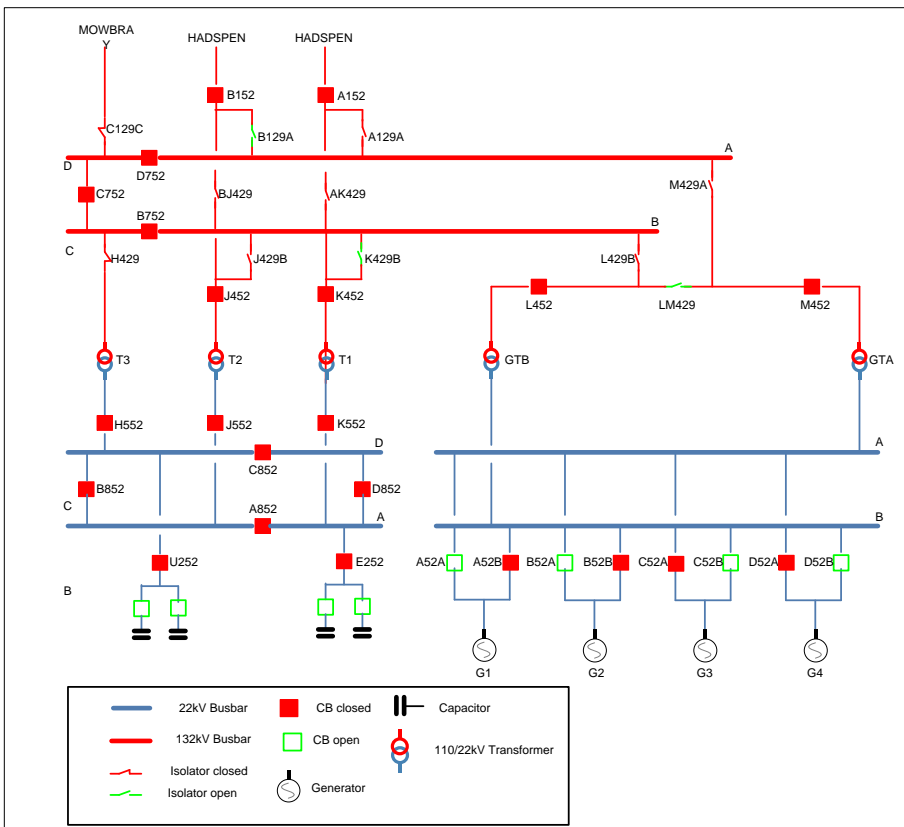 MOWBRA
Y
HADSPEN
HADSPEN
B152
A152
C129C
B129A
A129A
D
A
D752
C752
BJ429
AK429
M429A
B752
B
C
H429
J429B
K429B
L429B
J452
K452
L452
LM429
M452
T3
T2
T1
GTB
GTA
H552
J552
K552
D
A
C852
B852
D852
C
A852
A
B
U252
E252
A52A
A52B
B52A
B52B
C52A
C52B
D52A
D52B
B
G1
G2
G3
G4
22kV Busbar
CB closed
Capacitor
132kV Busbar
CB open
110/22kV Transformer
Isolator closed
Isolator open
Generator